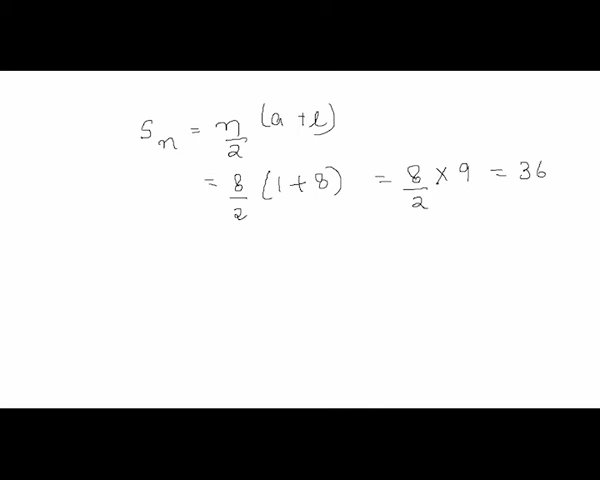 Sn = n/2 (a + l)
= 8/2 (1 + 8) = 8/2 × 9 = 36